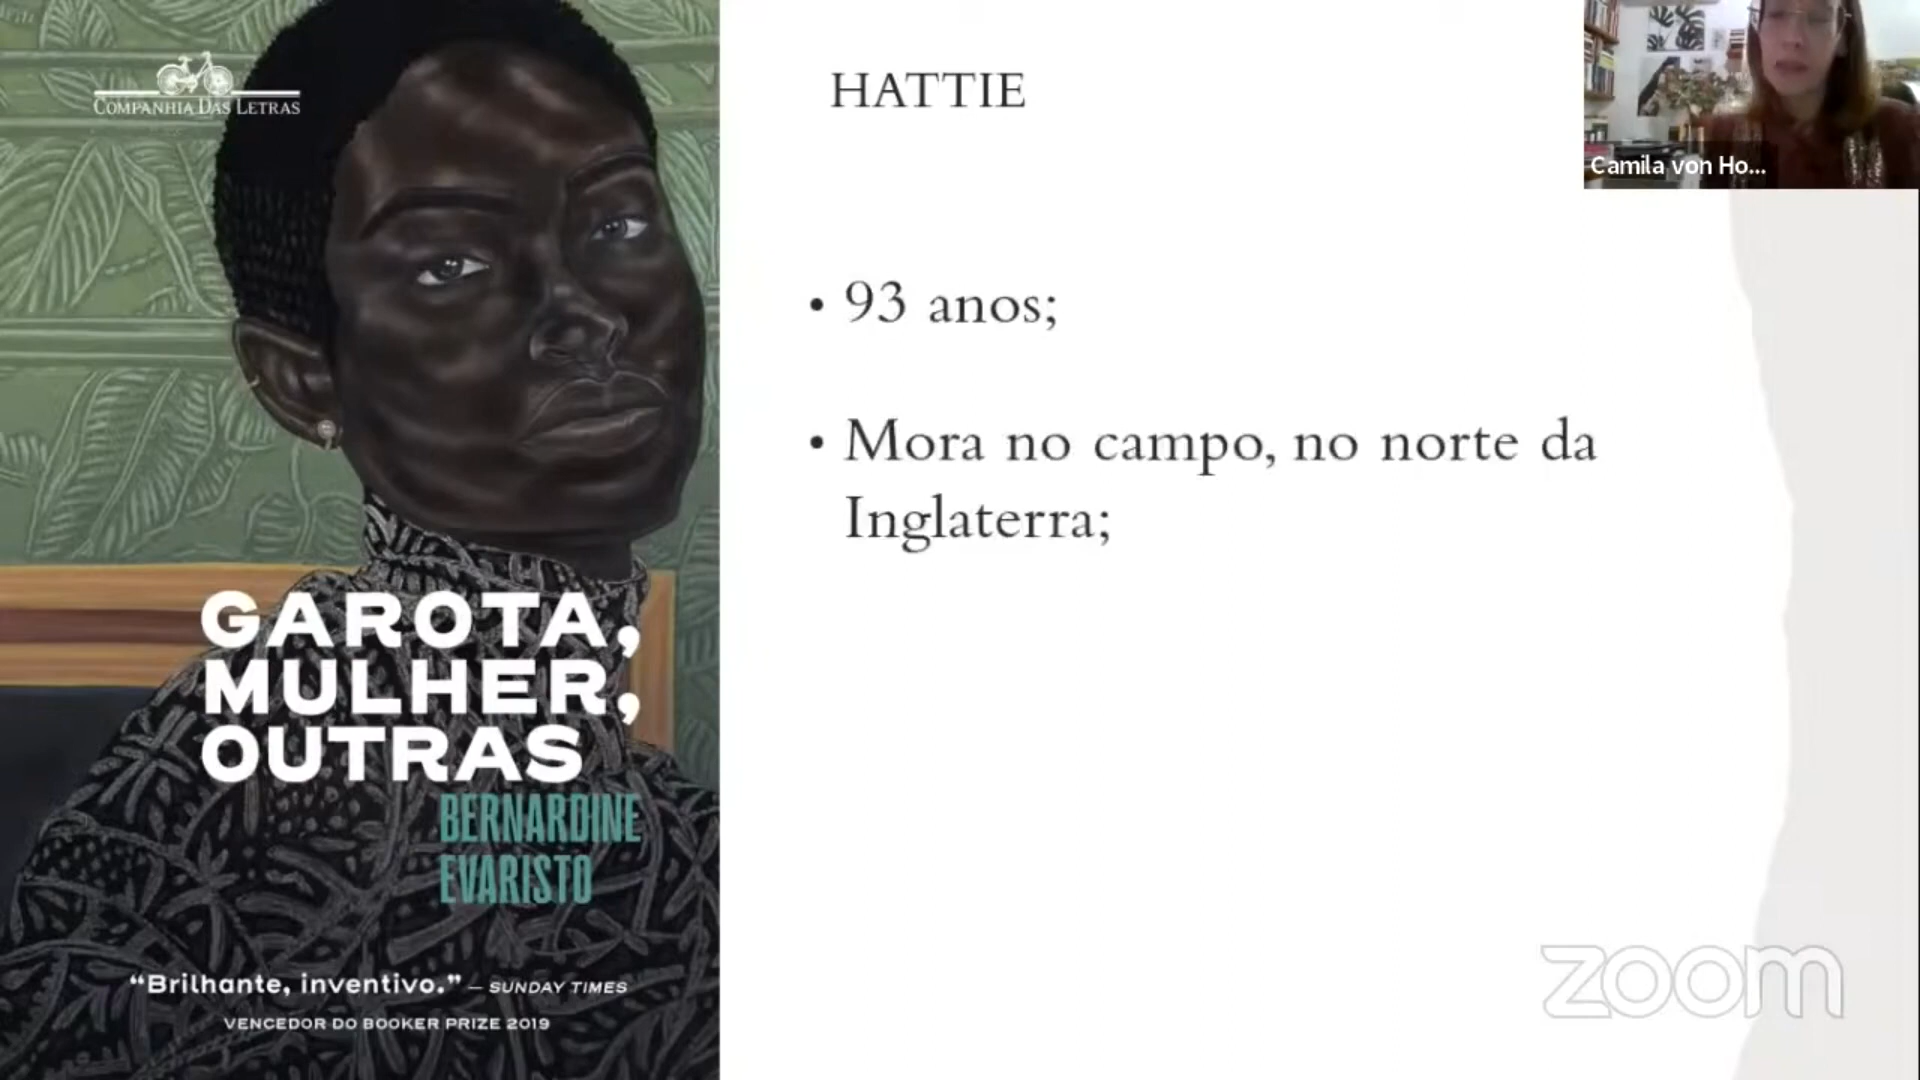 COMPANHIA DAS LETRAS
GAROTA,
MULHER,
OUTRAS
BERNARDINE
EVARISTO
“Brilhante, inventivo.” – SUNDAY TIMES
VENCEDOR DO BOOKER PRIZE 2019
HATTIE
• 93 anos;
• Mora no campo, no norte da
Inglaterra;
Camila von Ho...
zoom